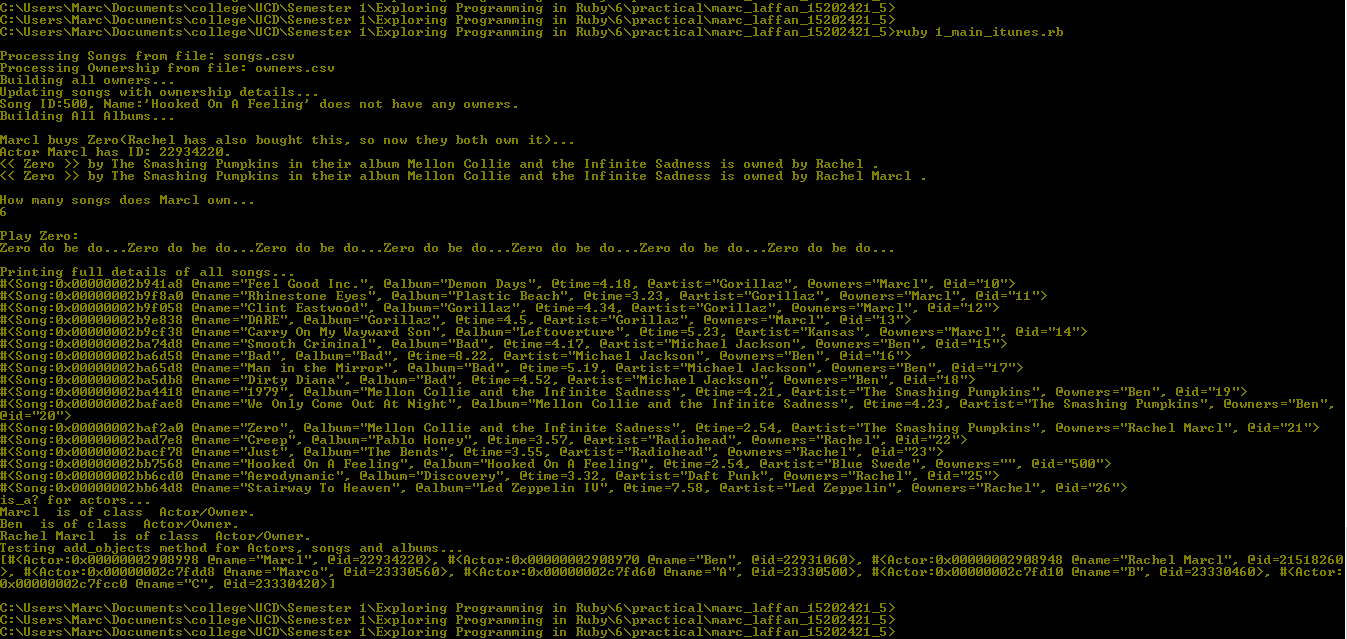 C:\Users\Marc\Documents\college\UCD\Semester 1\Exploring Programming in Ruby\6\practical\marc_laffan_15202421_5>
C:\Users\Marc\Documents\college\UCD\Semester 1\Exploring Programming in Ruby\6\practical\marc_laffan_15202421_5>
C:\Users\Marc\Documents\college\UCD\Semester 1\Exploring Programming in Ruby\6\practical\marc_laffan_15202421_5>ruby 1_main_itunes.rb
Processing Songs from file: songs.csv
Processing Ownership from file: owners.csv
Building all owners...
Updating songs with ownership details...
Song ID:500, Name:'Hooked On A Feeling' does not have any owners.
Building All Albums...
Marcl buys Zero(Rachel has also bought this, so now they both own it)...
Actor Marcl has ID: 22934220.
<< Zero >> by The Smashing Pumpkins in their album Mellon Collie and the Infinite Sadness is owned by Rachel .
<< Zero >> by The Smashing Pumpkins in their album Mellon Collie and the Infinite Sadness is owned by Rachel Marcl .
How many songs does Marcl own...
6
Play Zero:
Zero do be do...Zero do be do...Zero do be do...Zero do be do...Zero do be do...Zero do be do...Zero do be do...
Printing full details of all songs...
#<Song:0x00000002b941a8 @name="Feel Good Inc.", @album="Demon Days", @time=4.18, @artist="Gorillaz", @owners="Marcl", @id="10">
#<Song:0x00000002b9f8a0 @name="Rhinestone Eyes", @album="Plastic Beach", @time=3.23, @artist="Gorillaz", @owners="Marcl", @id="11">
#<Song:0x00000002b9f058 @name="Clint Eastwood", @album="Gorillaz", @time=4.34, @artist="Gorillaz", @owners="Marcl", @id="12">
#<Song:0x00000002b9e838 @name="DARE", @album="Gorillaz", @time=4.5, @artist="Gorillaz", @owners="Marcl", @id="13">
#<Song:0x00000002b9cf38 @name="Carry On My Wayward Son", @album="Leftoverture", @time=5.23, @artist="Kansas", @owners="Marcl", @id="14">
#<Song:0x00000002ba74d8 @name="Smooth Criminal", @album="Bad", @time=4.17, @artist="Michael Jackson", @owners="Ben", @id="15">
#<Song:0x00000002ba6d58 @name="Bad", @album="Bad", @time=8.22, @artist="Michael Jackson", @owners="Ben", @id="16">
#<Song:0x00000002ba65d8 @name="Man in the Mirror", @album="Bad", @time=5.19, @artist="Michael Jackson", @owners="Ben", @id="17">
#<Song:0x00000002ba5db8 @name="Dirty Diana", @album="Bad", @time=4.52, @artist="Michael Jackson", @owners="Ben", @id="18">
#<Song:0x00000002ba4418 @name="1979", @album="Mellon Collie and the Infinite Sadness", @time=4.21, @artist="The Smashing Pumpkins", @owners="Ben", @id="19">
#<Song:0x00000002bafae8 @name="We Only Come Out At Night", @album="Mellon Collie and the Infinite Sadness", @time=4.23, @artist="The Smashing Pumpkins", @owners="Ben",
@id="20">
#<Song:0x00000002baf2a0 @name="Zero", @album="Mellon Collie and the Infinite Sadness", @time=2.54, @artist="The Smashing Pumpkins", @owners="Rachel Marcl", @id="21">
#<Song:0x00000002bad7e8 @name="Creep", @album="Pablo Honey", @time=3.57, @artist="Radiohead", @owners="Rachel", @id="22">
#<Song:0x00000002bacf78 @name="Just", @album="The Bends", @time=3.55, @artist="Radiohead", @owners="Rachel", @id="23">
#<Song:0x00000002bb7568 @name="Hooked On A Feeling", @album="Hooked On A Feeling", @time=2.54, @artist="Blue Swede", @owners="", @id="500">
#<Song:0x00000002bb6cd0 @name="Aerodynamic", @album="Discovery", @time=3.32, @artist="Daft Punk", @owners="Rachel", @id="25">
#<Song:0x00000002bb64d8 @name="Stairway To Heaven", @album="Led Zeppelin IV", @time=7.58, @artist="Led Zeppelin", @owners="Rachel", @id="26">
is_a? for actors...
Marcl  is of class  Actor/Owner.
Ben  is of class  Actor/Owner.
Rachel Marcl  is of class  Actor/Owner.
Testing add_objects method for Actors, songs and albums...
[#<Actor:0x00000002908998 @name="Marcl", @id=22934220>, #<Actor:0x00000002908970 @name="Ben", @id=22931060>, #<Actor:0x00000002908948 @name="Rachel Marcl", @id=21518260
>, #<Actor:0x00000002c7fdd8 @name="Marco", @id=23330560>, #<Actor:0x00000002c7fd60 @name="A", @id=23330500>, #<Actor:0x00000002c7fd10 @name="B", @id=23330460>, #<Actor:
0x00000002c7fcc0 @name="C", @id=23330420>]
C:\Users\Marc\Documents\college\UCD\Semester 1\Exploring Programming in Ruby\6\practical\marc_laffan_15202421_5>
C:\Users\Marc\Documents\college\UCD\Semester 1\Exploring Programming in Ruby\6\practical\marc_laffan_15202421_5>
C:\Users\Marc\Documents\college\UCD\Semester 1\Exploring Programming in Ruby\6\practical\marc_laffan_15202421_5>